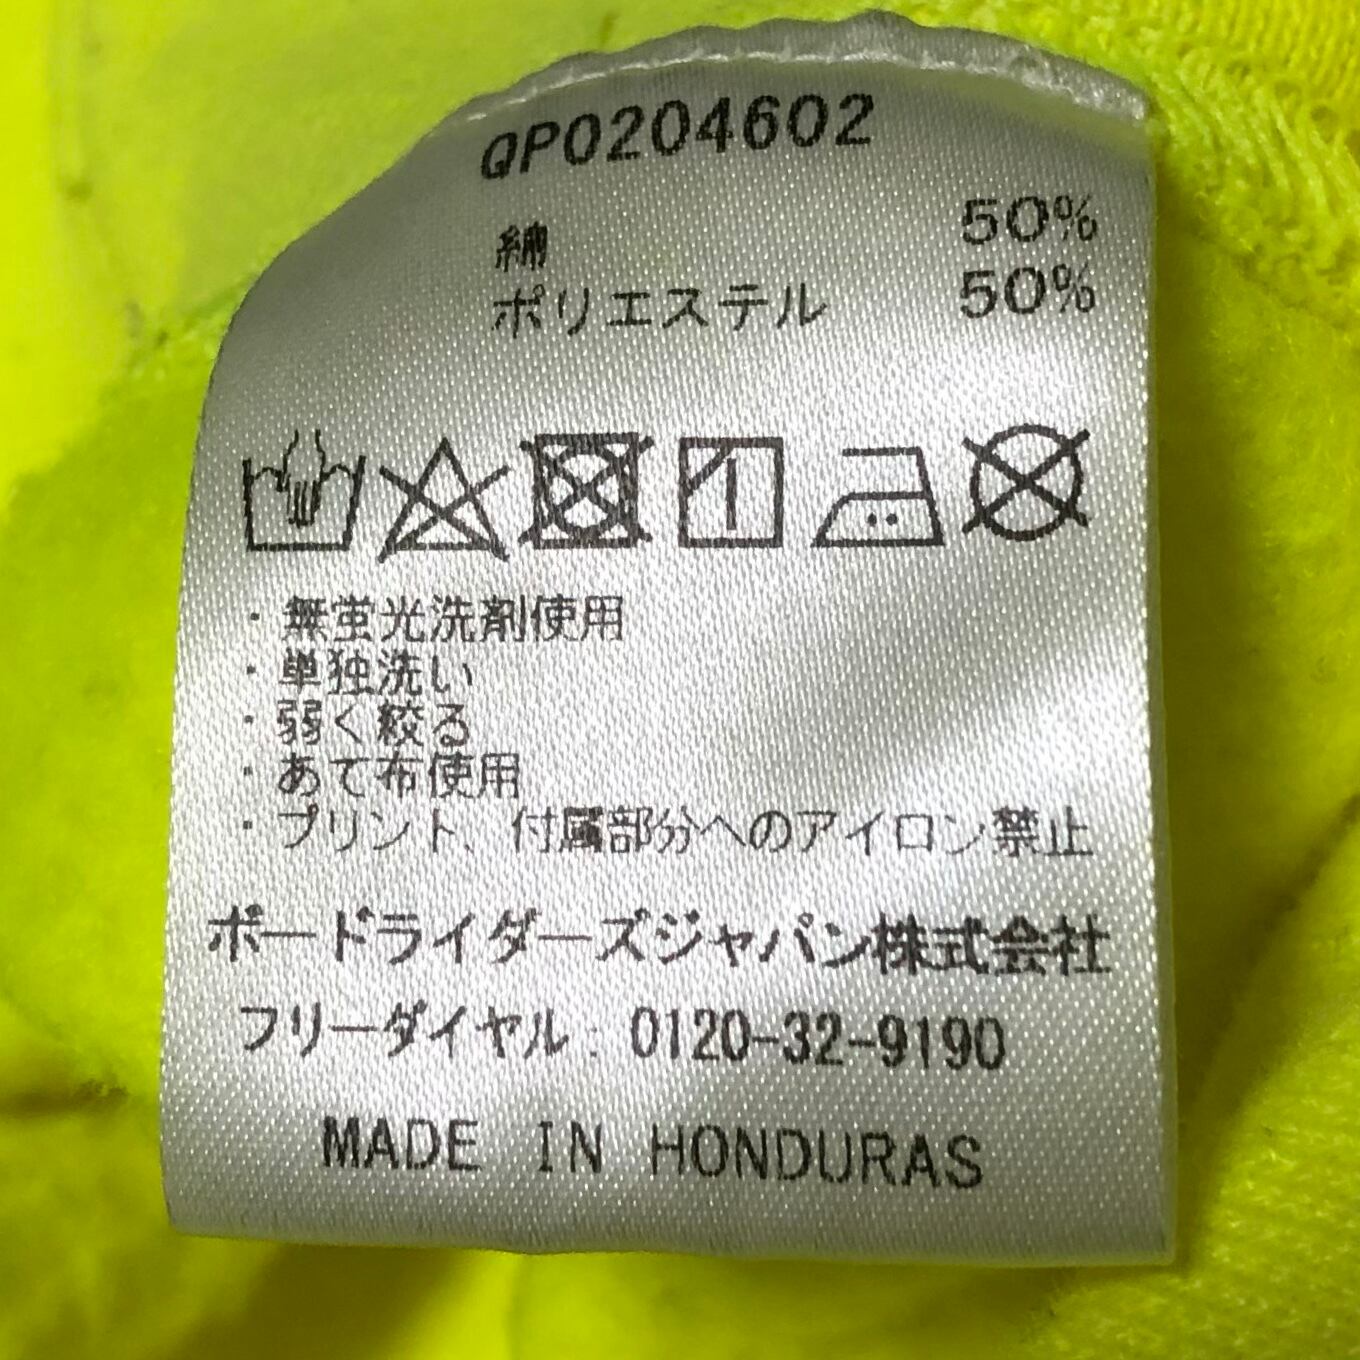 QP0204602
綿 50%
ポリエステル 50%
・無蛍光洗剤使用
・単独洗い
・弱く絞る
・あて布使用
・プリント、付属部分へのアイロン禁止
ボードライダーズジャパン株式会社
フリーダイヤル：0120-32-9190
MADE IN HONDURAS